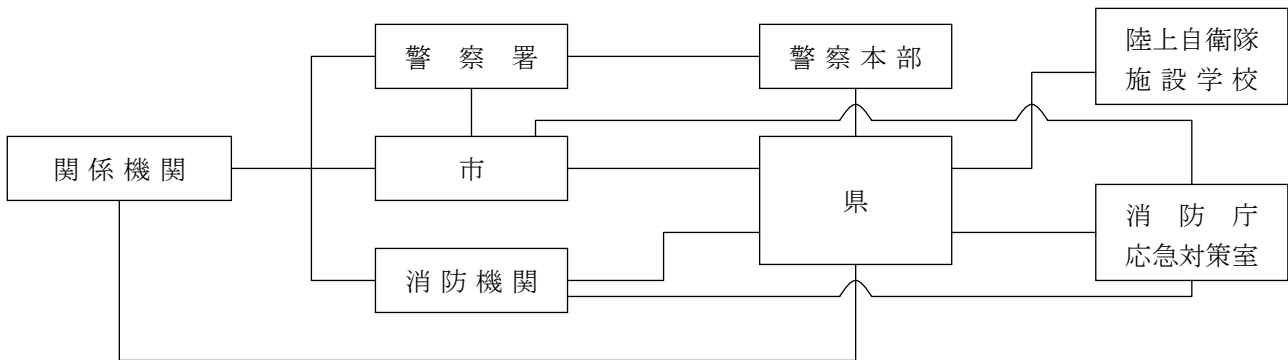 警察署
警察本部
陸上自衛隊
施設学校
関係機関
市
県
消防庁
応急対策室
消防機関